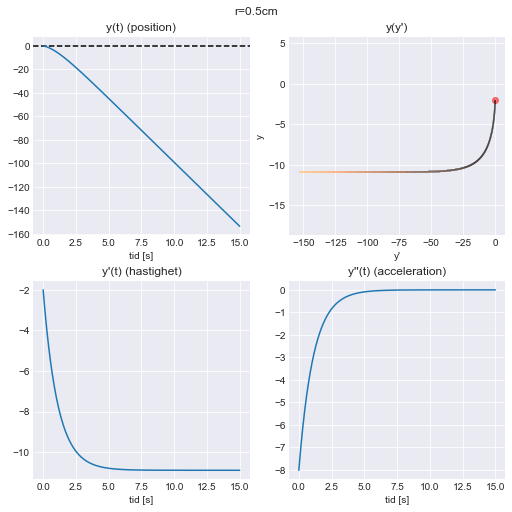 r=0.5cm
y(t) (position)
0
−20
−40
−60
−80
−100
−120
−140
−160
0.0 2.5 5.0 7.5 10.0 12.5 15.0
tid [s]
y(y')
5
0
−5
−10
−15
y
−150 −125 −100 −75 −50 −25 0
y'
y'(t) (hastighet)
−2
−4
−6
−8
−10
0.0 2.5 5.0 7.5 10.0 12.5 15.0
tid [s]
y''(t) (acceleration)
0
−1
−2
−3
−4
−5
−6
−7
−8
0.0 2.5 5.0 7.5 10.0 12.5 15.0
tid [s]